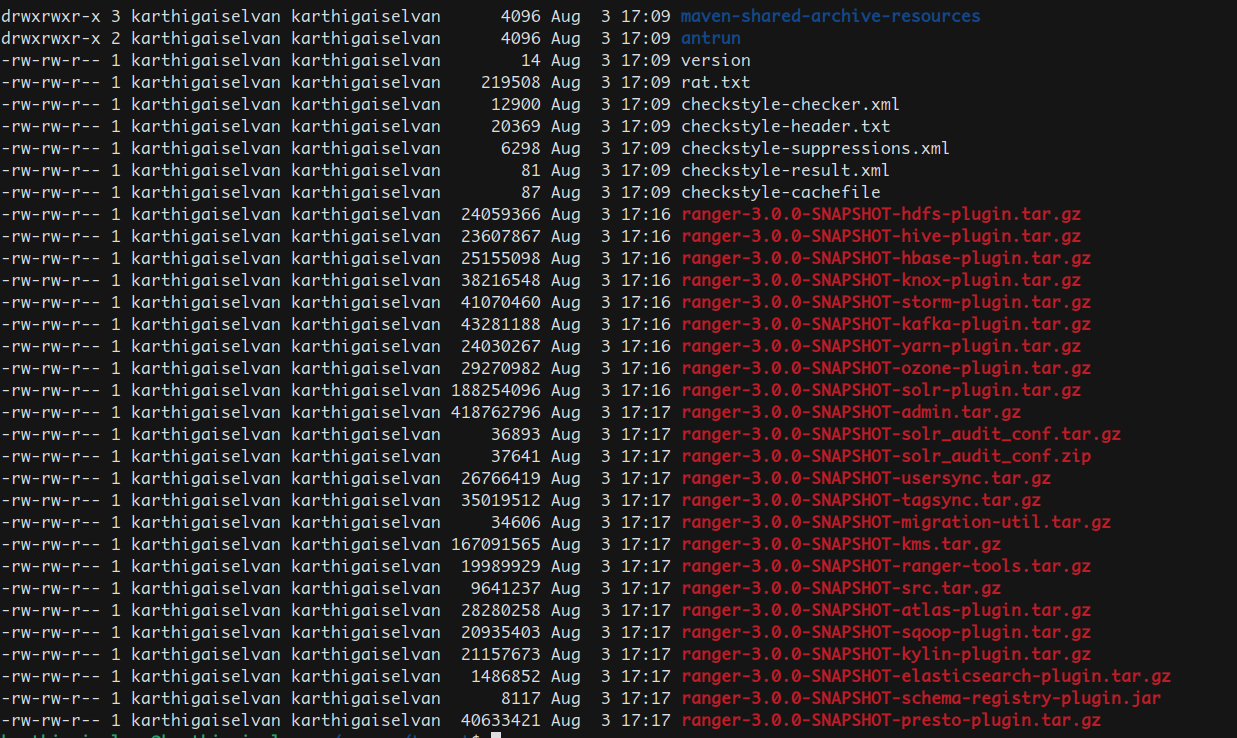 drwxrwxr-x 3 karthigaiselvan karthigaiselvan      4096 Aug  3 17:09 maven-shared-archive-resources
drwxrwxr-x 2 karthigaiselvan karthigaiselvan      4096 Aug  3 17:09 antrun
-rw-rw-r-- 1 karthigaiselvan karthigaiselvan        14 Aug  3 17:09 version
-rw-rw-r-- 1 karthigaiselvan karthigaiselvan    219508 Aug  3 17:09 rat.txt
-rw-rw-r-- 1 karthigaiselvan karthigaiselvan     12900 Aug  3 17:09 checkstyle-checker.xml
-rw-rw-r-- 1 karthigaiselvan karthigaiselvan     20369 Aug  3 17:09 checkstyle-header.txt
-rw-rw-r-- 1 karthigaiselvan karthigaiselvan      6298 Aug  3 17:09 checkstyle-suppressions.xml
-rw-rw-r-- 1 karthigaiselvan karthigaiselvan        81 Aug  3 17:09 checkstyle-result.xml
-rw-rw-r-- 1 karthigaiselvan karthigaiselvan        87 Aug  3 17:09 checkstyle-cachefile
-rw-rw-r-- 1 karthigaiselvan karthigaiselvan  24059366 Aug  3 17:16 ranger-3.0.0-SNAPSHOT-hdfs-plugin.tar.gz
-rw-rw-r-- 1 karthigaiselvan karthigaiselvan  23607867 Aug  3 17:16 ranger-3.0.0-SNAPSHOT-hive-plugin.tar.gz
-rw-rw-r-- 1 karthigaiselvan karthigaiselvan  25155098 Aug  3 17:16 ranger-3.0.0-SNAPSHOT-hbase-plugin.tar.gz
-rw-rw-r-- 1 karthigaiselvan karthigaiselvan  38216548 Aug  3 17:16 ranger-3.0.0-SNAPSHOT-knox-plugin.tar.gz
-rw-rw-r-- 1 karthigaiselvan karthigaiselvan  41070460 Aug  3 17:16 ranger-3.0.0-SNAPSHOT-storm-plugin.tar.gz
-rw-rw-r-- 1 karthigaiselvan karthigaiselvan  43281188 Aug  3 17:16 ranger-3.0.0-SNAPSHOT-kafka-plugin.tar.gz
-rw-rw-r-- 1 karthigaiselvan karthigaiselvan  24030267 Aug  3 17:16 ranger-3.0.0-SNAPSHOT-yarn-plugin.tar.gz
-rw-rw-r-- 1 karthigaiselvan karthigaiselvan  29270982 Aug  3 17:16 ranger-3.0.0-SNAPSHOT-ozone-plugin.tar.gz
-rw-rw-r-- 1 karthigaiselvan karthigaiselvan 188254096 Aug  3 17:16 ranger-3.0.0-SNAPSHOT-solr-plugin.tar.gz
-rw-rw-r-- 1 karthigaiselvan karthigaiselvan 418762796 Aug  3 17:17 ranger-3.0.0-SNAPSHOT-admin.tar.gz
-rw-rw-r-- 1 karthigaiselvan karthigaiselvan     36893 Aug  3 17:17 ranger-3.0.0-SNAPSHOT-solr_audit_conf.tar.gz
-rw-rw-r-- 1 karthigaiselvan karthigaiselvan     37641 Aug  3 17:17 ranger-3.0.0-SNAPSHOT-solr_audit_conf.zip
-rw-rw-r-- 1 karthigaiselvan karthigaiselvan  26766419 Aug  3 17:17 ranger-3.0.0-SNAPSHOT-usersync.tar.gz
-rw-rw-r-- 1 karthigaiselvan karthigaiselvan  35019512 Aug  3 17:17 ranger-3.0.0-SNAPSHOT-tagsync.tar.gz
-rw-rw-r-- 1 karthigaiselvan karthigaiselvan     34606 Aug  3 17:17 ranger-3.0.0-SNAPSHOT-migration-util.tar.gz
-rw-rw-r-- 1 karthigaiselvan karthigaiselvan 167091565 Aug  3 17:17 ranger-3.0.0-SNAPSHOT-kms.tar.gz
-rw-rw-r-- 1 karthigaiselvan karthigaiselvan  19989929 Aug  3 17:17 ranger-3.0.0-SNAPSHOT-ranger-tools.tar.gz
-rw-rw-r-- 1 karthigaiselvan karthigaiselvan   9641237 Aug  3 17:17 ranger-3.0.0-SNAPSHOT-src.tar.gz
-rw-rw-r-- 1 karthigaiselvan karthigaiselvan  28280258 Aug  3 17:17 ranger-3.0.0-SNAPSHOT-atlas-plugin.tar.gz
-rw-rw-r-- 1 karthigaiselvan karthigaiselvan  20935403 Aug  3 17:17 ranger-3.0.0-SNAPSHOT-sqoop-plugin.tar.gz
-rw-rw-r-- 1 karthigaiselvan karthigaiselvan  21157673 Aug  3 17:17 ranger-3.0.0-SNAPSHOT-kylin-plugin.tar.gz
-rw-rw-r-- 1 karthigaiselvan karthigaiselvan   1486852 Aug  3 17:17 ranger-3.0.0-SNAPSHOT-elasticsearch-plugin.tar.gz
-rw-rw-r-- 1 karthigaiselvan karthigaiselvan      8117 Aug  3 17:17 ranger-3.0.0-SNAPSHOT-schema-registry-plugin.jar
-rw-rw-r-- 1 karthigaiselvan karthigaiselvan  40633421 Aug  3 17:17 ranger-3.0.0-SNAPSHOT-presto-plugin.tar.gz